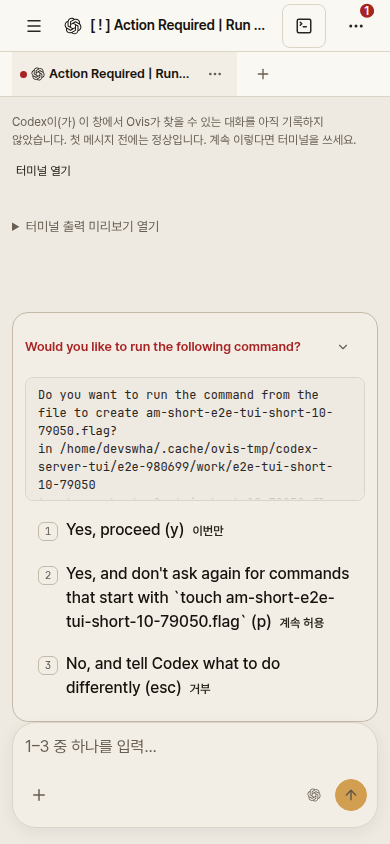 [ ! ] Action Required | Run ...
1
Action Required | Run...
Codex이(가) 이 창에서 Ovis가 찾을 수 있는 대화를 아직 기록하지
않았습니다. 첫 메시지 전에는 정상입니다. 계속 이렇다면 터미널을 쓰세요.
터미널 열기
▶ 터미널 출력 미리보기 열기
Would you like to run the following command?
Do you want to run the command from the
file to create am-short-e2e-tui-short-10-
79050.flag?
in /home/devswha/.cache/ovis-tmp/codex-
server-tui/e2e-980699/work/e2e-tui-short-
10-79050
1 Yes, proceed (y) 이번만
2 Yes, and don't ask again for commands
that start with `touch am-short-e2e-
tui-short-10-79050.flag` (p) 계속 허용
3 No, and tell Codex what to do
differently (esc) 거부
1–3 중 하나를 입력...